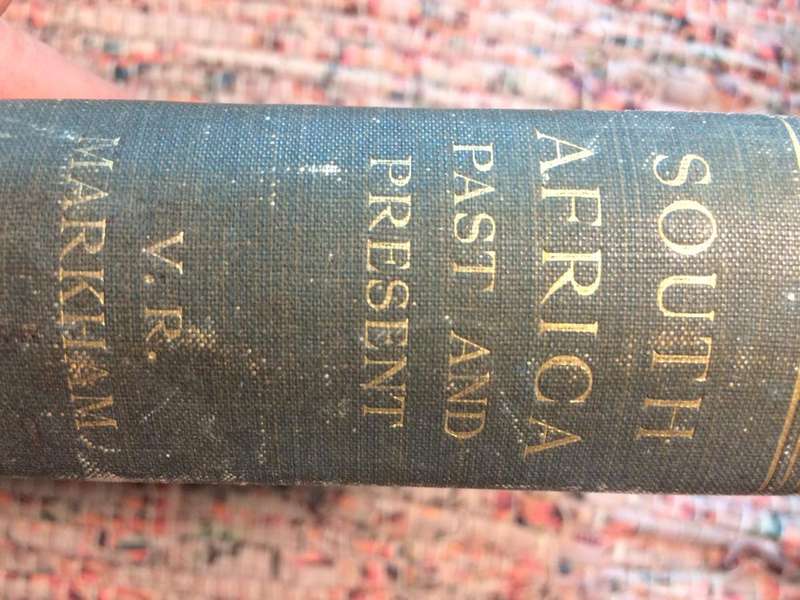 SOUTH
AFRICA
PAST AND
PRESENT
V. R.
MARKHAM